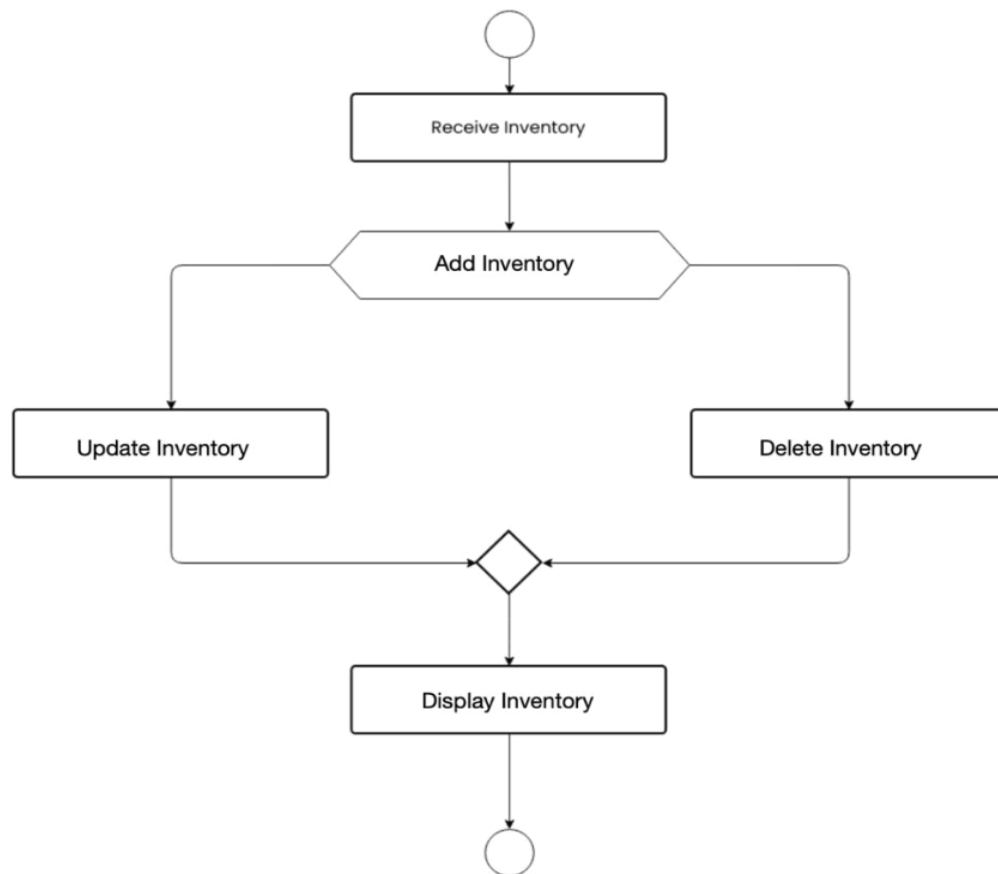 Receive Inventory
Add Inventory
Update Inventory
Delete Inventory
Display Inventory